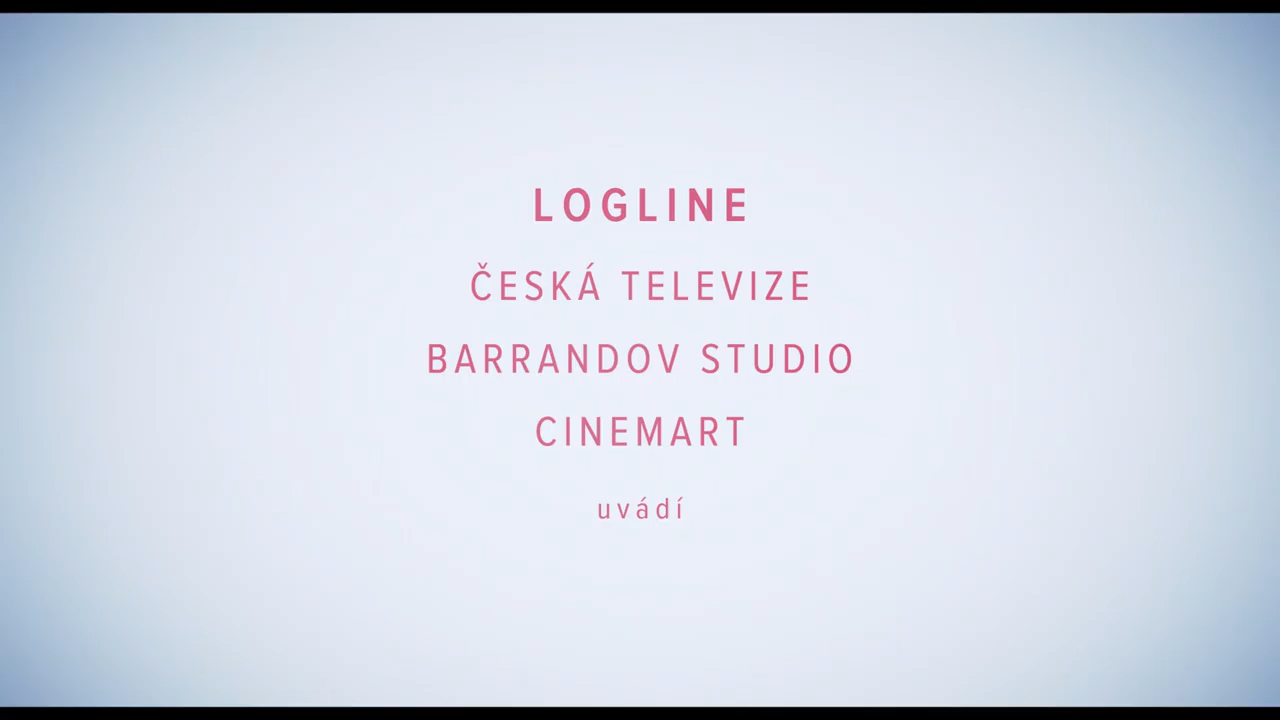 LOGLINE
ČESKÁ TELEVIZE
BARRANDOV STUDIO
CINEMART
uvádí